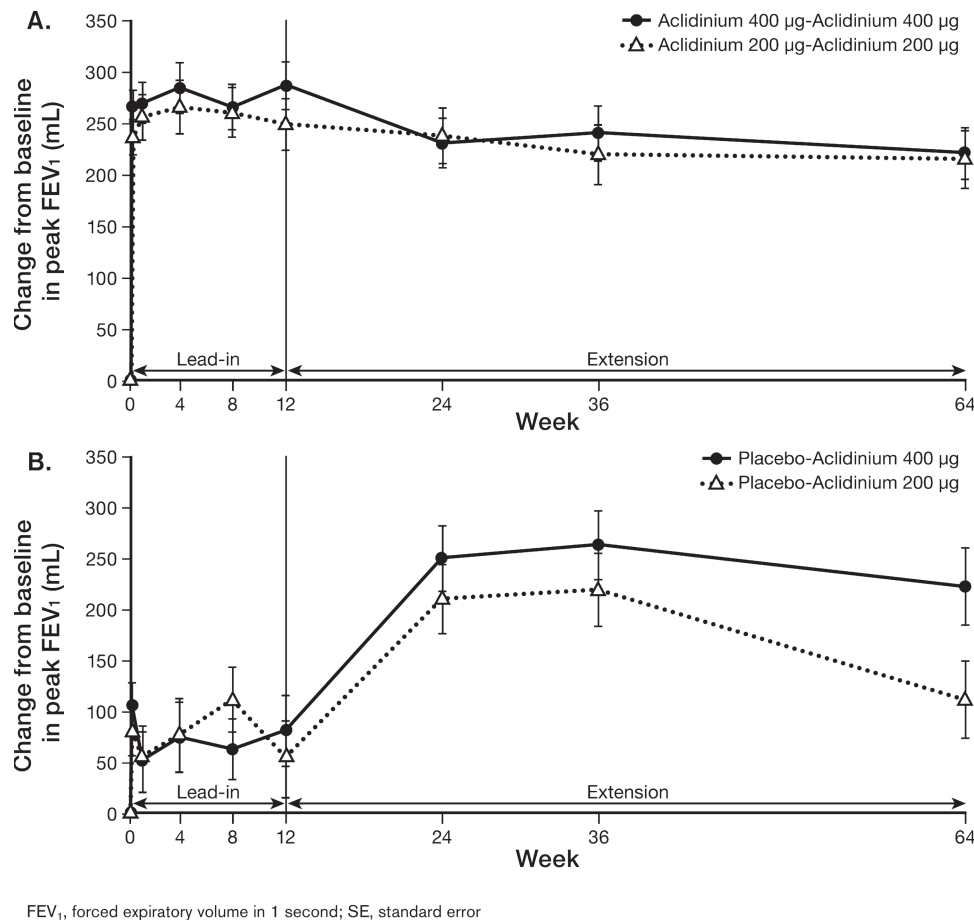 A.
Aclidinium 400 µg-Aclidinium 400 µg
Aclidinium 200 µg-Aclidinium 200 µg
Change from baseline
in peak FEV₁ (mL)
350
300
250
200
150
100
50
0
Lead-in
Extension
0 4 8 12 24 36 64
Week
B.
Placebo-Aclidinium 400 µg
Placebo-Aclidinium 200 µg
Change from baseline
in peak FEV₁ (mL)
350
300
250
200
150
100
50
0
Lead-in
Extension
0 4 8 12 24 36 64
Week
FEV₁, forced expiratory volume in 1 second; SE, standard error